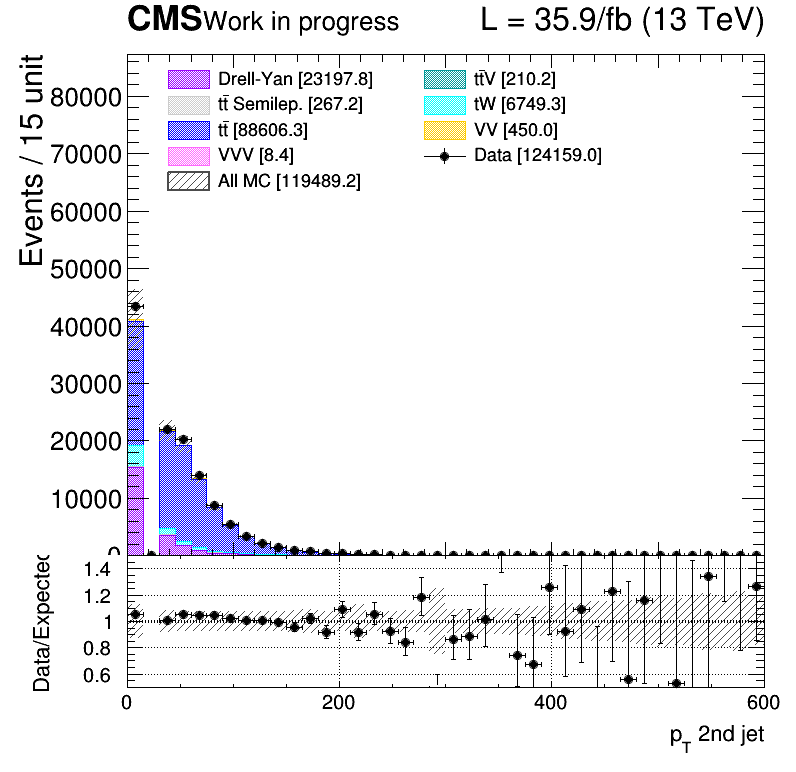 CMS Work in progress L = 35.9/fb (13 TeV)
Events / 15 unit
80000
70000
60000
50000
40000
30000
20000
10000
0
Drell-Yan [23197.8]
tt̄ Semilep. [267.2]
tt̄ [88606.3]
VVV [8.4]
All MC [119489.2]
tt̄V [210.2]
tW [6749.3]
VV [450.0]
Data [124159.0]
Data/Expected
1.4
1.2
1
0.8
0.6
0 200 400 600
p_T 2nd jet